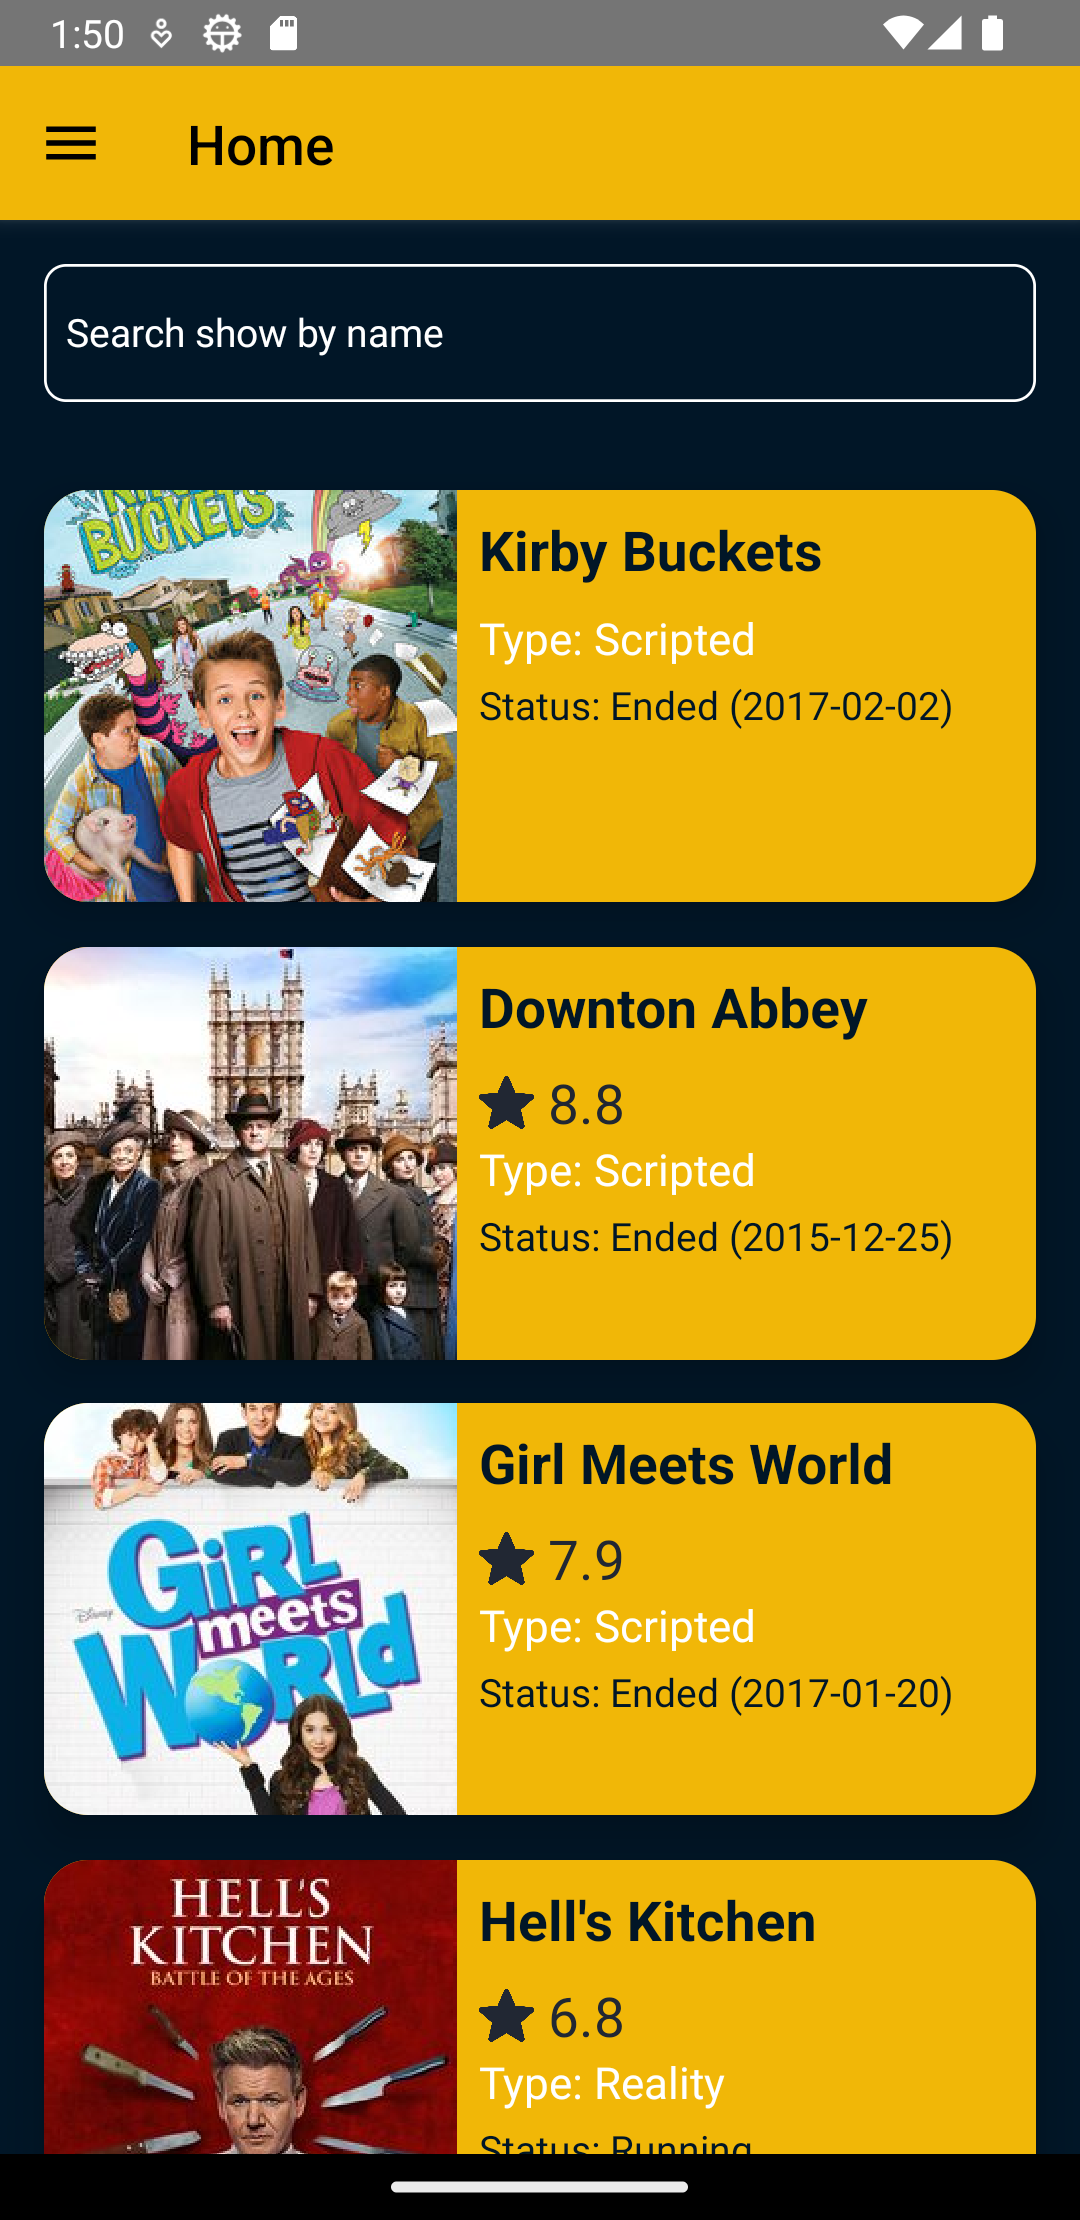 1:50
Home
Search show by name
BUCKETS
Kirby Buckets
Type: Scripted
Status: Ended (2017-02-02)
Downton Abbey
8.8
Type: Scripted
Status: Ended (2015-12-25)
Disney
GiRL
meets
WORLd
Girl Meets World
7.9
Type: Scripted
Status: Ended (2017-01-20)
HELL'S
KITCHEN
BATTLE OF THE AGES
Hell's Kitchen
6.8
Type: Reality
Status: Running